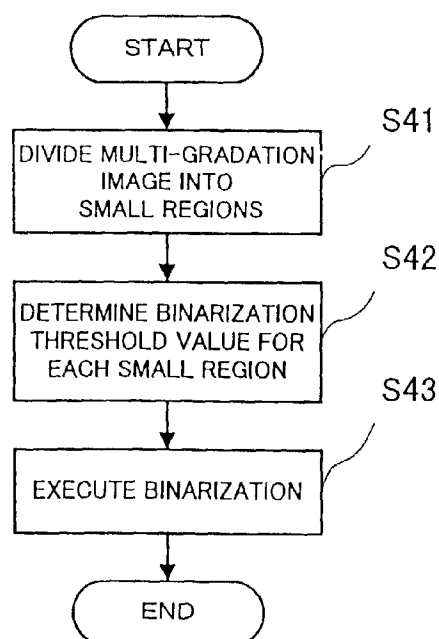 START
S41
DIVIDE MULTI-GRADATION
IMAGE INTO
SMALL REGIONS
S42
DETERMINE BINARIZATION
THRESHOLD VALUE FOR
EACH SMALL REGION
S43
EXECUTE BINARIZATION
END